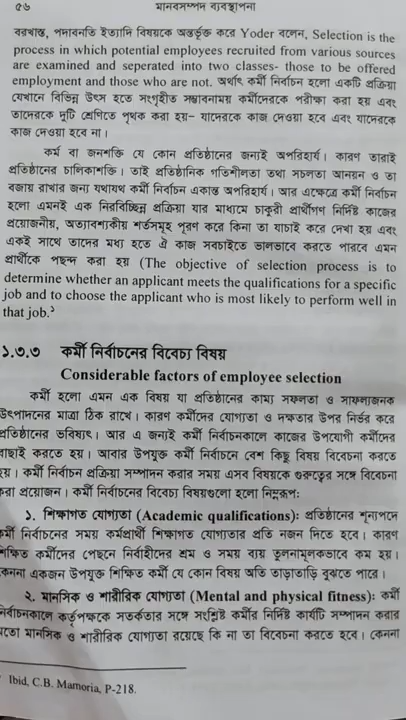 ৫৬ মানবসম্পদ ব্যবস্থাপনা
বরখাস্ত, পদাবনতি ইত্যাদি বিষয়কে অন্তর্ভুক্ত করে Yoder বলেন, Selection is the
process in which potential employees recruited from various sources
are examined and seperated into two classes- those to be offered
employment and those who are not. অর্থাৎ কর্মী নির্বাচন হলো একটি প্রক্রিয়া
যেখানে বিভিন্ন উৎস হতে সংগৃহীত সম্ভাবনাময় কর্মীদেরকে পরীক্ষা করা হয় এবং
তাদেরকে দুটি শ্রেণিতে পৃথক করা হয়– যাদেরকে কাজ দেওয়া হবে এবং যাদেরকে
কাজ দেওয়া হবে না।
কর্ম বা জনশক্তি যে কোন প্রতিষ্ঠানের জন্যই অপরিহার্য। কারণ তারাই
প্রতিষ্ঠানের চালিকাশক্তি। তাই প্রতিষ্ঠানিক গতিশীলতা তথা সচলতা আনয়ন ও তা
বজায় রাখার জন্য যথাযথ কর্মী নির্বাচন একান্ত অপরিহার্য। আর এক্ষেত্রে কর্মী নির্বাচন
হলো এমনই এক নিরবিচ্ছিন্ন প্রক্রিয়া যার মাধ্যমে চাকুরী প্রার্থীগণ নির্দিষ্ট কাজের
প্রয়োজনীয়, অত্যাবশ্যকীয় শর্তসমূহ পূরণ করে কিনা তা যাচাই করে দেখা হয় এবং
একই সাথে তাদের মধ্য হতে ঐ কাজ সবচাইতে ভালভাবে করতে পারবে এমন
প্রার্থীকে পছন্দ করা হয় (The objective of selection process is to
determine whether an applicant meets the qualifications for a specific
job and to choose the applicant who is most likely to perform well in
that job.³
১.৩.৩ কর্মী নির্বাচনের বিবেচ্য বিষয়
Considerable factors of employee selection
কর্মী হলো এমন এক বিষয় যা প্রতিষ্ঠানের কাম্য সফলতা ও সাফল্যজনক
উৎপাদনের মাত্রা ঠিক রাখে। কারণ কর্মীদের যোগ্যতা ও দক্ষতার উপর নির্ভর করে
প্রতিষ্ঠানের ভবিষ্যৎ। আর এ জন্যই কর্মী নির্বাচনকালে কাজের উপযোগী কর্মীদের
বাছাই করতে হয়। আবার উপযুক্ত কর্মী নির্বাচনে বেশ কিছু বিষয় বিবেচনা করতে
হয়। কর্মী নির্বাচন প্রক্রিয়া সম্পাদন করার সময় এসব বিষয়কে গুরুত্বের সঙ্গে বিবেচনা
করা প্রয়োজন। কর্মী নির্বাচনের বিবেচ্য বিষয়গুলো হলো নিম্নরূপ:
১. শিক্ষাগত যোগ্যতা (Academic qualifications): প্রতিষ্ঠানের শূন্যপদে
কর্মী নির্বাচনের সময় কর্মপ্রার্থী শিক্ষাগত যোগ্যতার প্রতি নজন দিতে হবে। কারণ
শিক্ষিত কর্মীদের পেছনে নির্বাহীদের শ্রম ও সময় ব্যয় তুলনামূলকভাবে কম হয়।
কেননা একজন উপযুক্ত শিক্ষিত কর্মী যে কোন বিষয় অতি তাড়াতাড়ি বুঝতে পারে।
২. মানসিক ও শারীরিক যোগ্যতা (Mental and physical fitness): কর্মী
নির্বাচনকালে কর্তৃপক্ষকে সতর্কতার সঙ্গে সংশ্লিষ্ট কর্মীর নির্দিষ্ট কার্যটি সম্পাদন করার
মতো মানসিক ও শারীরিক যোগ্যতা রয়েছে কি না তা বিবেচনা করতে হবে। কেননা
Ibid, C.B. Mamoria, P-218.